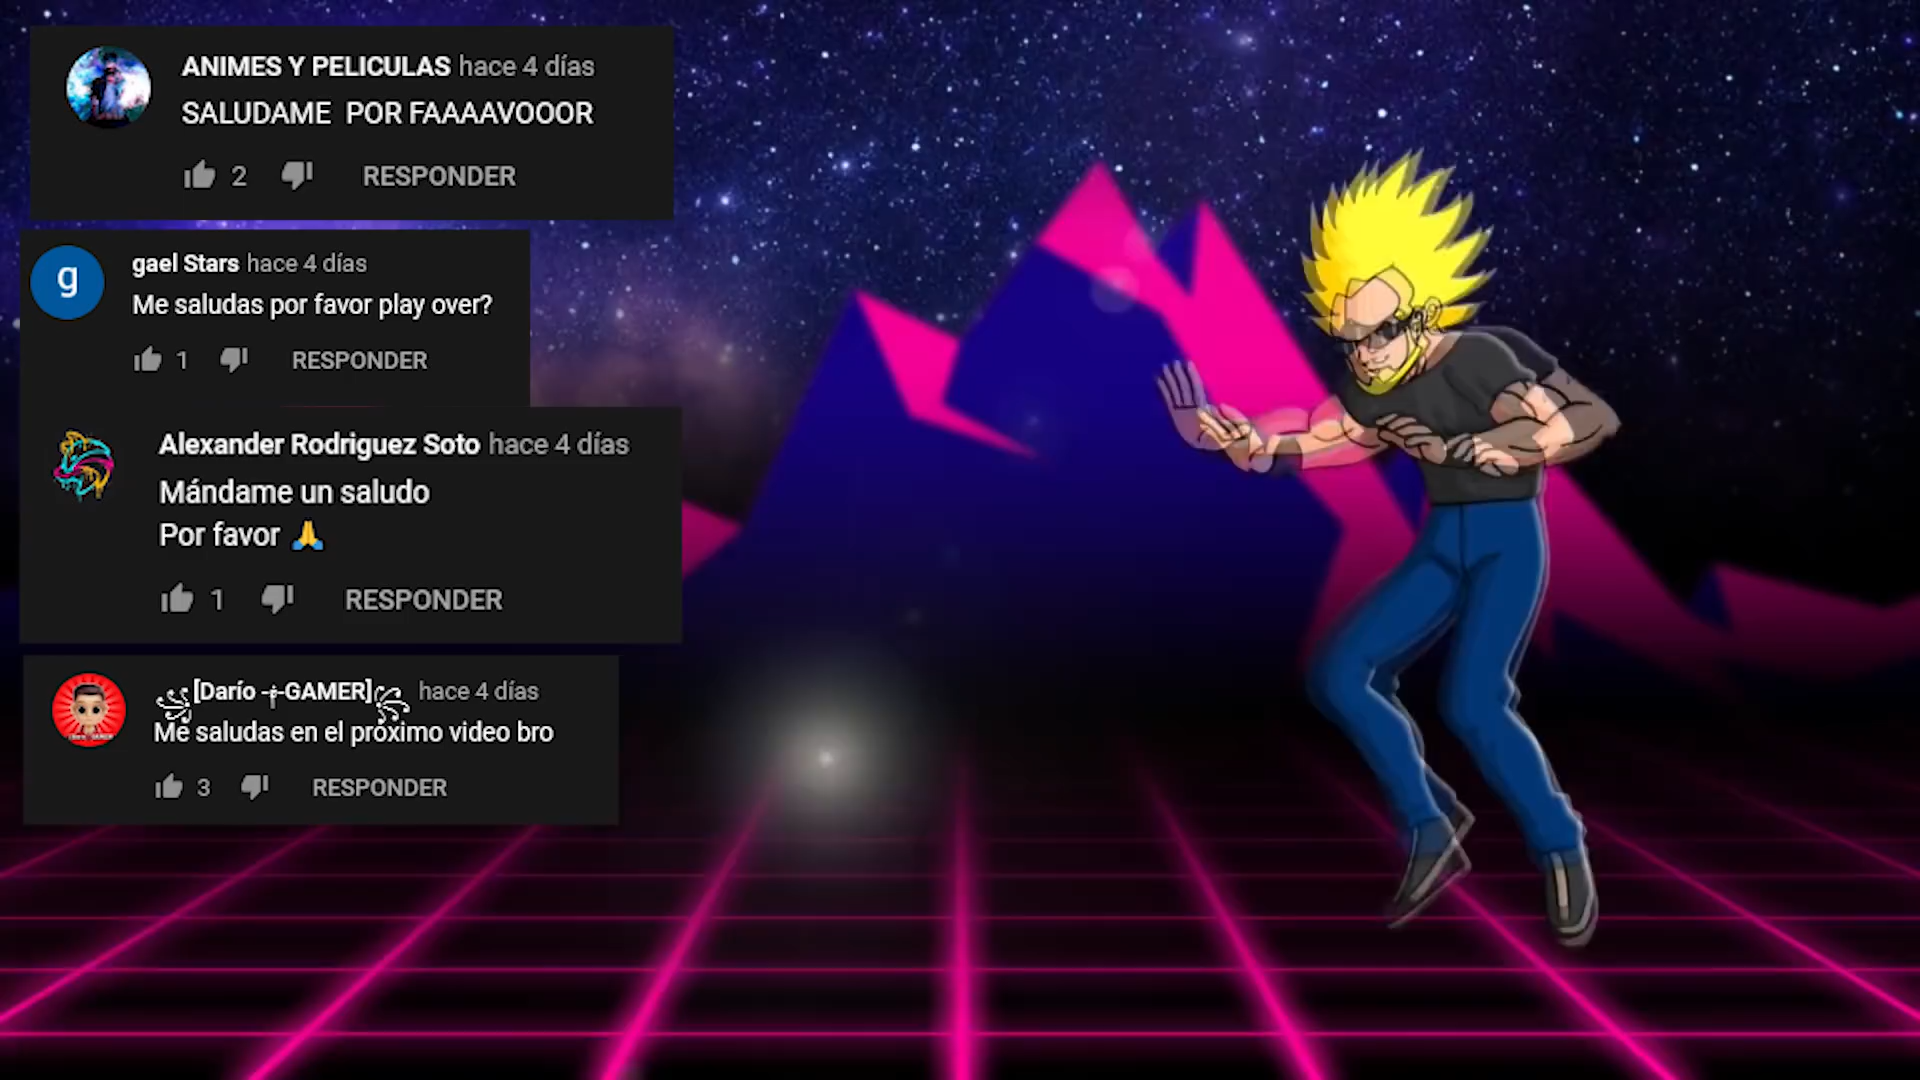 ANIMES Y PELICULAS hace 4 días
SALUDAME POR FAAAAVOOOR
2 RESPONDER
g
gael Stars hace 4 días
Me saludas por favor play over?
1 RESPONDER
Alexander Rodriguez Soto hace 4 días
Mándame un saludo
Por favor 🙏
1 RESPONDER
꧁[Darío -ɟ-GAMER]꧂ hace 4 días
Me saludas en el próximo video bro
3 RESPONDER